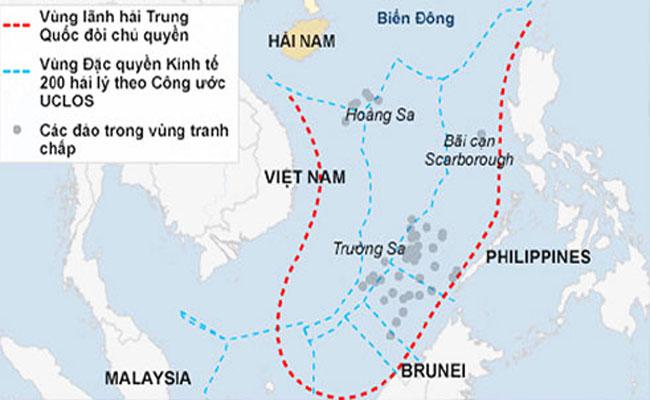 Vùng lãnh hải Trung
Quốc đòi chủ quyền
Vùng Đặc quyền Kinh tế
200 hải lý theo Công ước
UCLOS
Các đảo trong vùng tranh
chấp
Biển Đông
HẢI NAM
Hoàng Sa
Bãi cạn
Scarborough
VIỆT NAM
Trường Sa
PHILIPPINES
BRUNEI
MALAYSIA